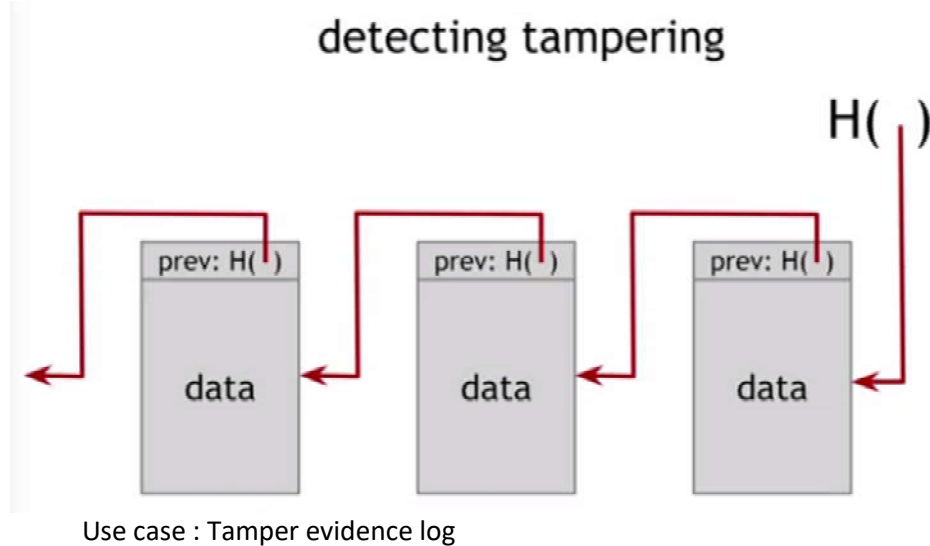 detecting tampering
H( )
prev: H( ) prev: H( ) prev: H( )
data data data
Use case : Tamper evidence log